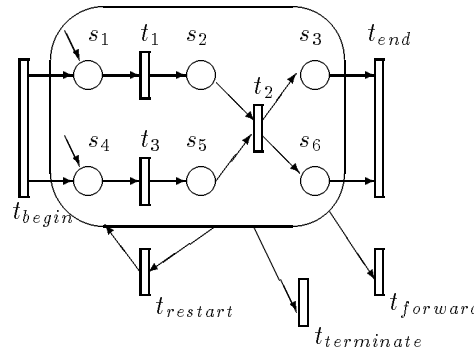 s1 t1 s2 s3 tend
t2
s4 t3 s5 s6
tbegin
trestart tforward
tterminate